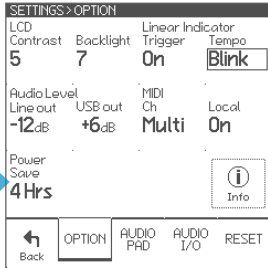 SETTINGS>OPTION
LCD Linear Indicator
Contrast Backlight Trigger Tempo
5 7 On Blink
Audio Level MIDI
Line out USB out Ch Local
-12dB +6dB Multi On
Power
Save
4 Hrs
i
Info
Back OPTION AUDIO PAD AUDIO I/O RESET